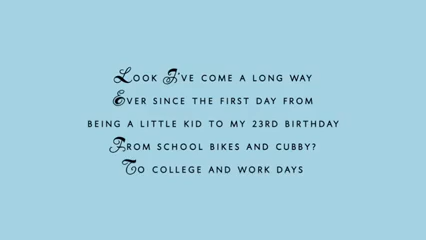 Look I've come a long way
Ever since the first day from
being a little kid to my 23rd birthday
From school bikes and cubby?
To college and work days